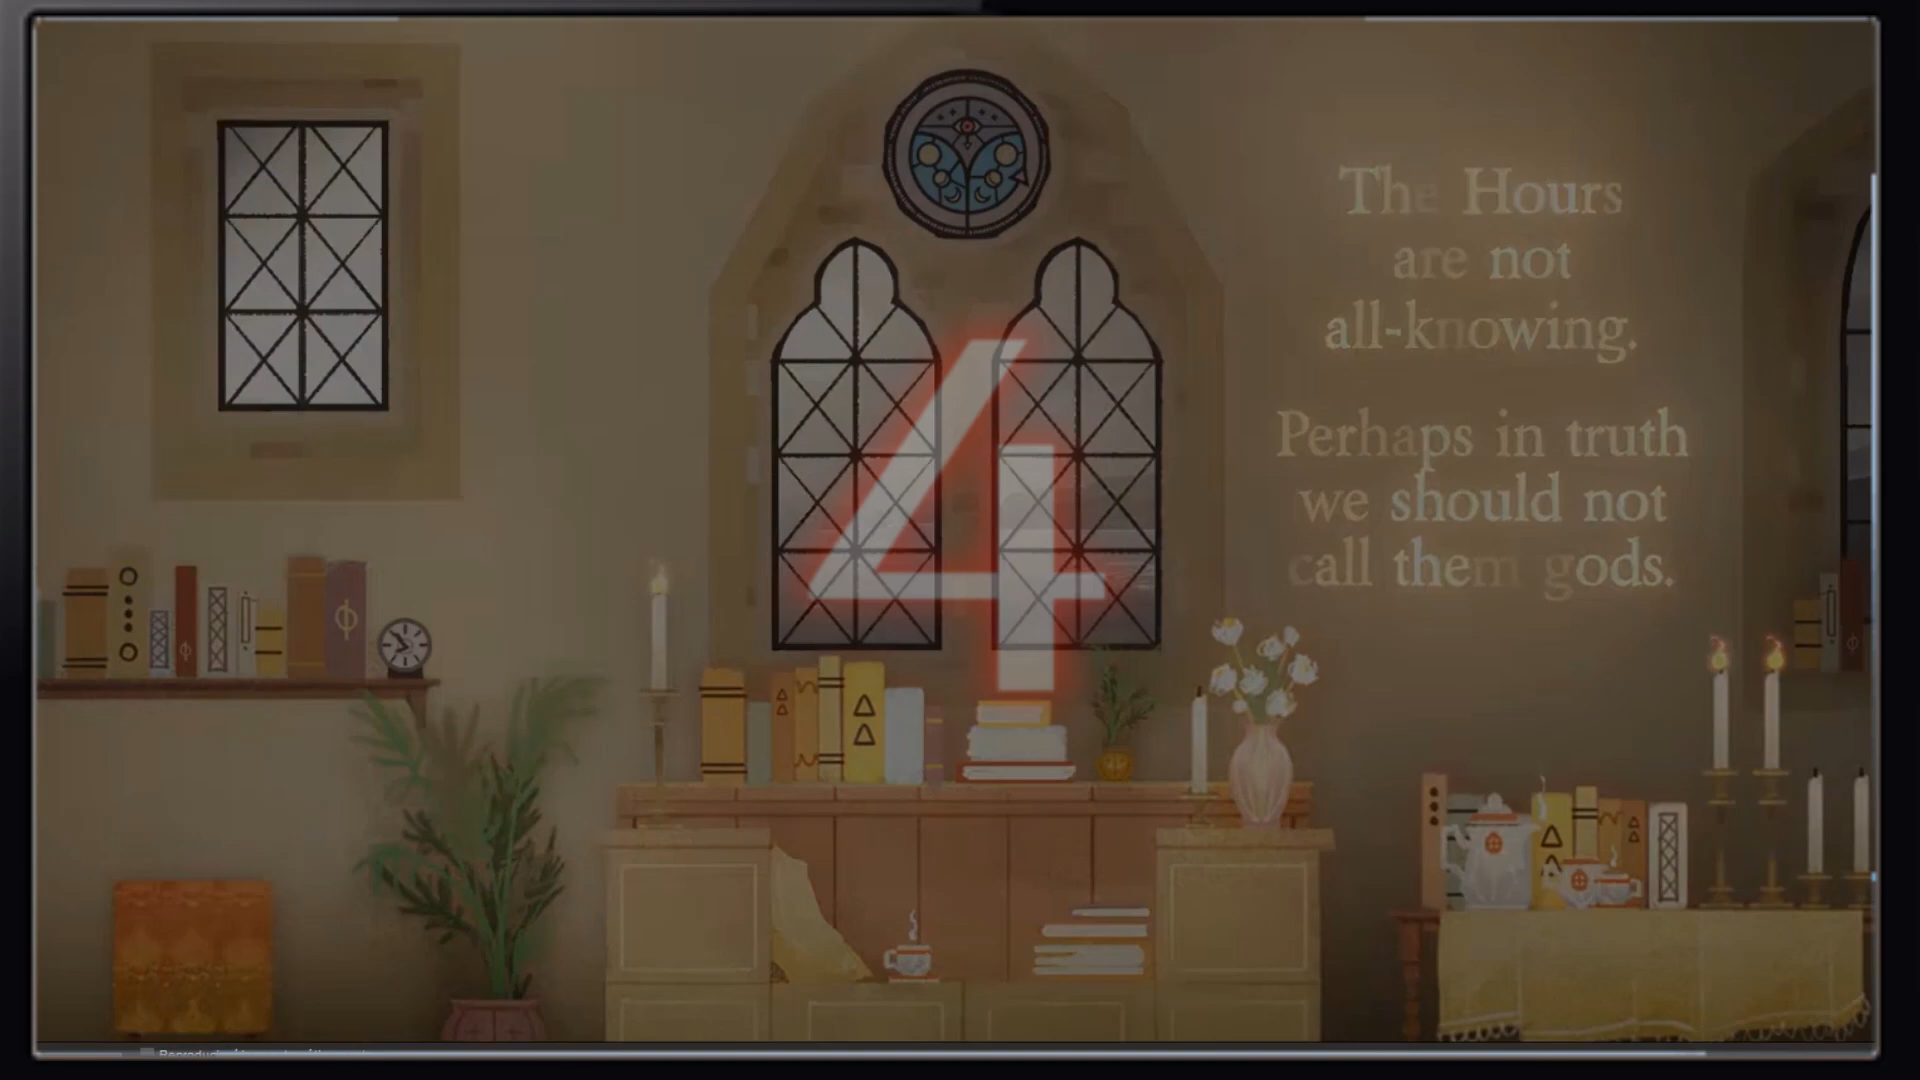 The Hours
are not
all-knowing.
Perhaps in truth
we should not
call them gods.
4